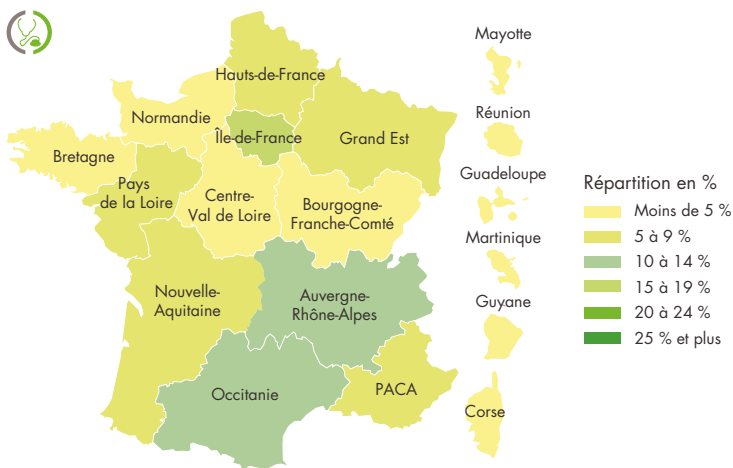 Mayotte
Hauts-de-France
Normandie
Réunion
Île-de-France
Grand Est
Bretagne
Guadeloupe
Pays
de la Loire
Centre-
Val de Loire
Bourgogne-
Franche-Comté
Martinique
Nouvelle-
Aquitaine
Auvergne-
Rhône-Alpes
Guyane
Occitanie
PACA
Corse
Répartition en %
Moins de 5 %
5 à 9 %
10 à 14 %
15 à 19 %
20 à 24 %
25 % et plus